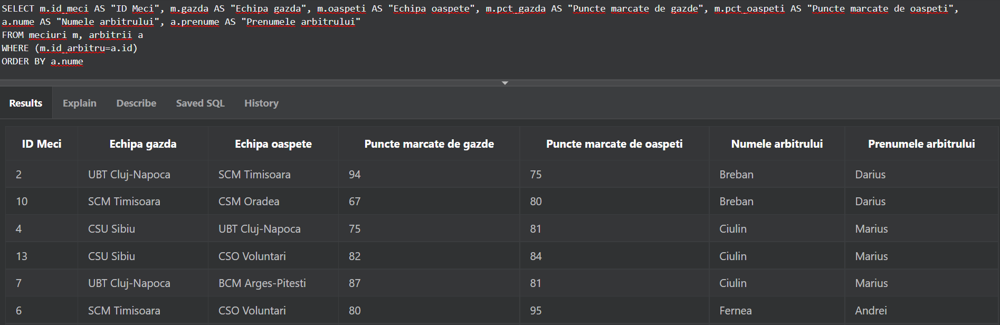 SELECT m.id_meci AS "ID Meci", m.gazda AS "Echipa gazda", m.oaspeti AS "Echipa oaspete", m.pct_gazda AS "Puncte marcate de gazde", m.pct_oaspeti AS "Puncte marcate de oaspeti",
a.nume AS "Numele arbitrului", a.prenume AS "Prenumele arbitrului"
FROM meciuri m, arbitrii a
WHERE (m.id_arbitru=a.id)
ORDER BY a.nume
Results Explain Describe Saved SQL History
ID Meci Echipa gazda Echipa oaspete Puncte marcate de gazde Puncte marcate de oaspeti Numele arbitrului Prenumele arbitrului
2 UBT Cluj-Napoca SCM Timisoara 94 75 Breban Darius
10 SCM Timisoara CSM Oradea 67 80 Breban Darius
4 CSU Sibiu UBT Cluj-Napoca 75 81 Ciulin Marius
13 CSU Sibiu CSO Voluntari 82 84 Ciulin Marius
7 UBT Cluj-Napoca BCM Arges-Pitesti 87 81 Ciulin Marius
6 SCM Timisoara CSO Voluntari 80 95 Fernea Andrei